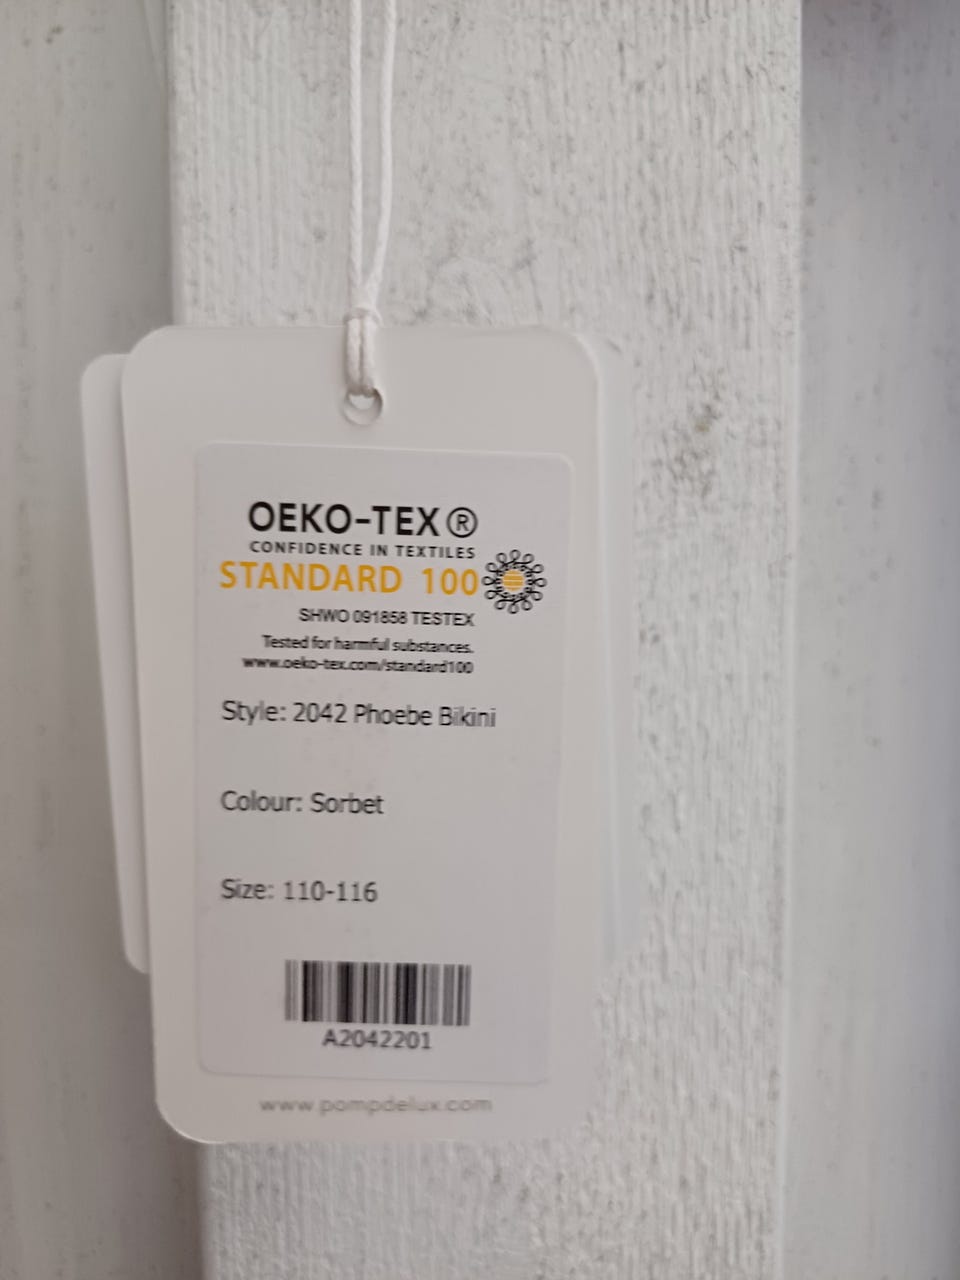 OEKO-TEX®
CONFIDENCE IN TEXTILES
STANDARD 100
SHWO 091858 TESTEX
Tested for harmful substances.
www.oeko-tex.com/standard100
Style: 2042 Phoebe Bikini
Colour: Sorbet
Size: 110-116
A2042201
www.pompdelux.com